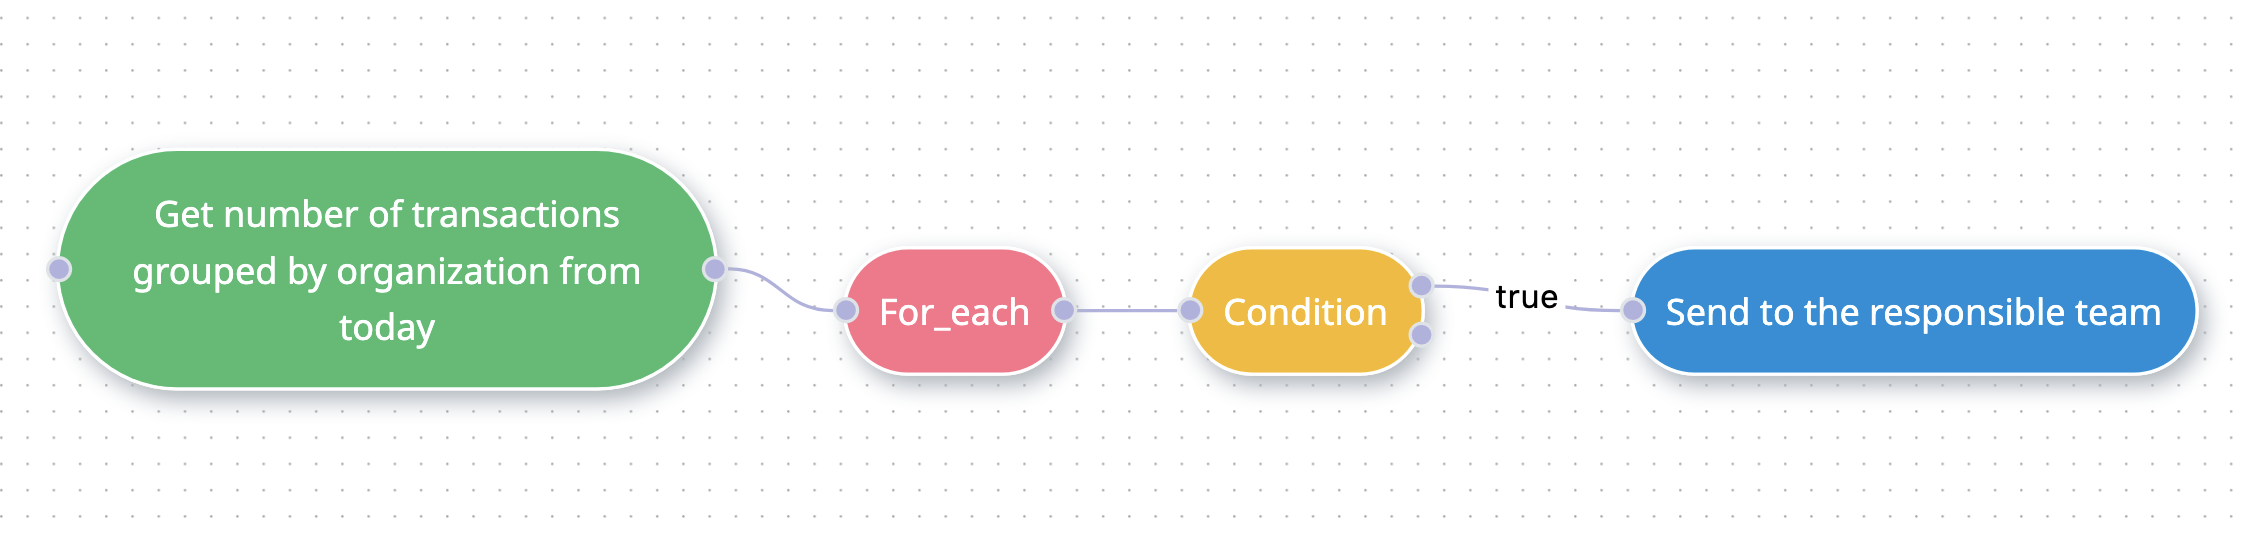 Get number of transactions
grouped by organization from
today
For_each
Condition
true
Send to the responsible team